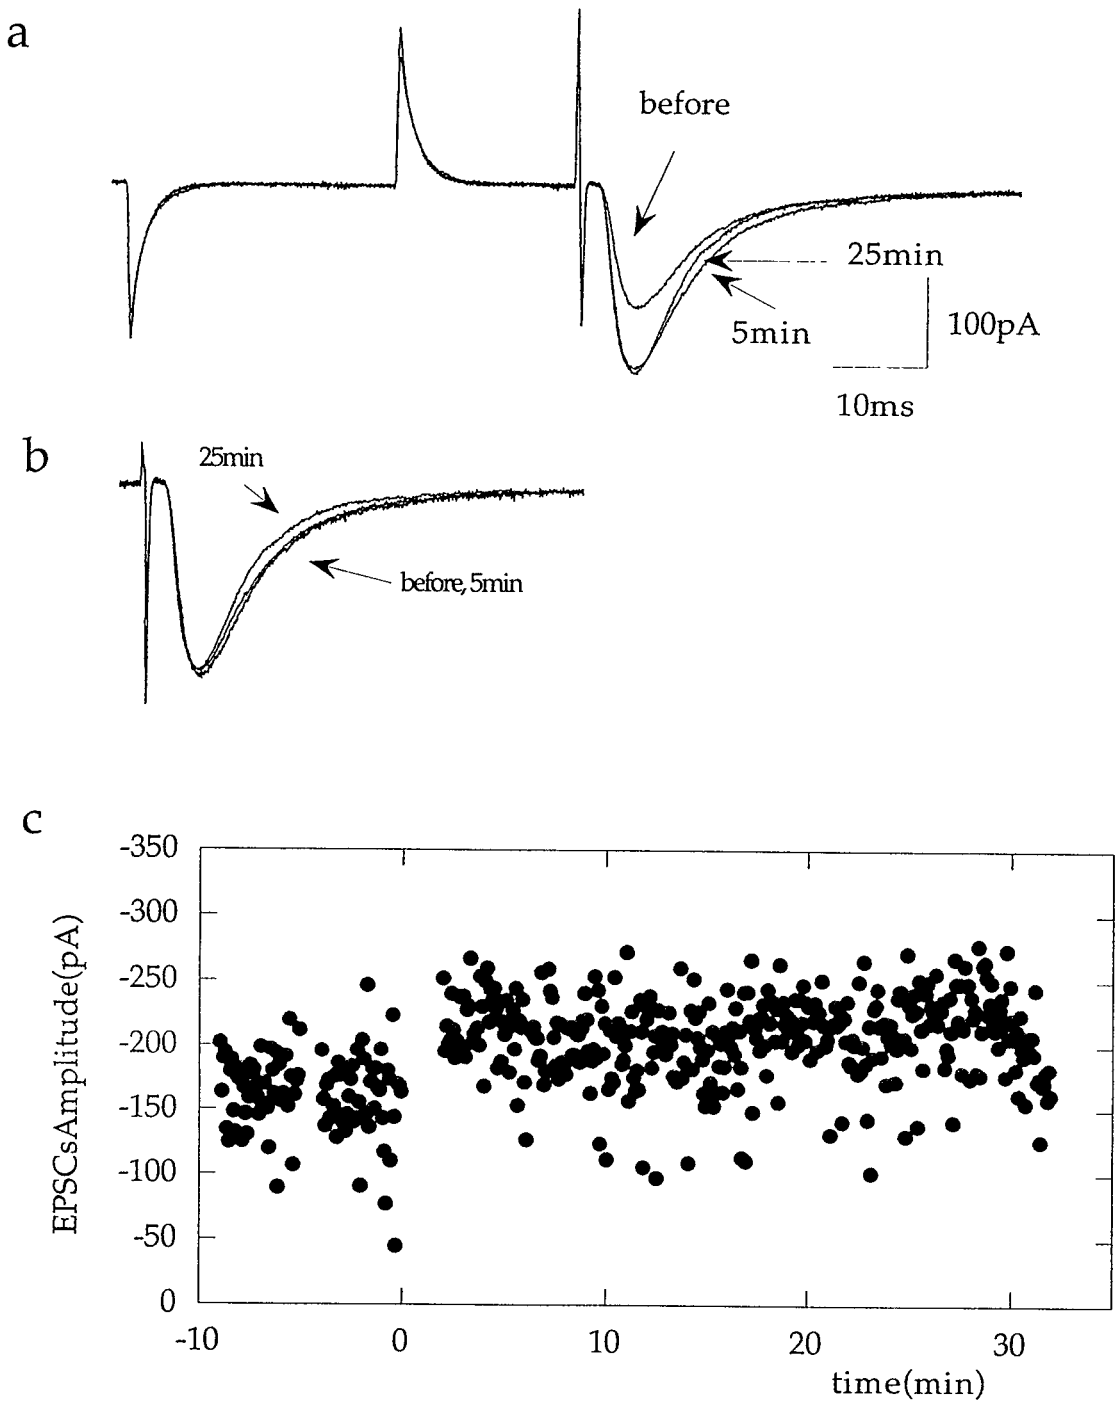 a
before
25min
5min
100pA
10ms
b
25min
before, 5min
c
EPSCsAmplitude(pA)
-350
-300
-250
-200
-150
-100
-50
0
-10 0 10 20 30
time(min)